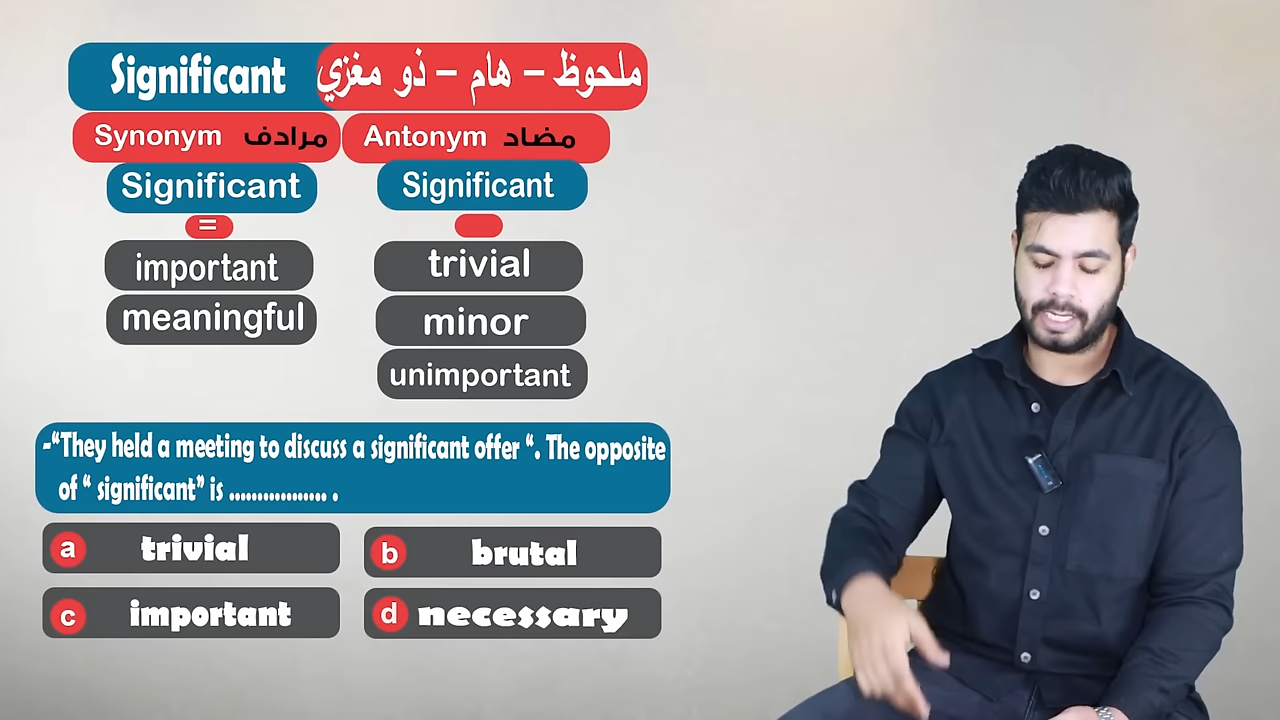 Significant ملحوظ – هام – ذو مغزي
Synonym مرادف Antonym مضاد
Significant Significant
=
important trivial
meaningful minor
unimportant
-“They held a meeting to discuss a significant offer “. The opposite
of “ significant” is ................. .
a trivial b brutal
c important d necessary